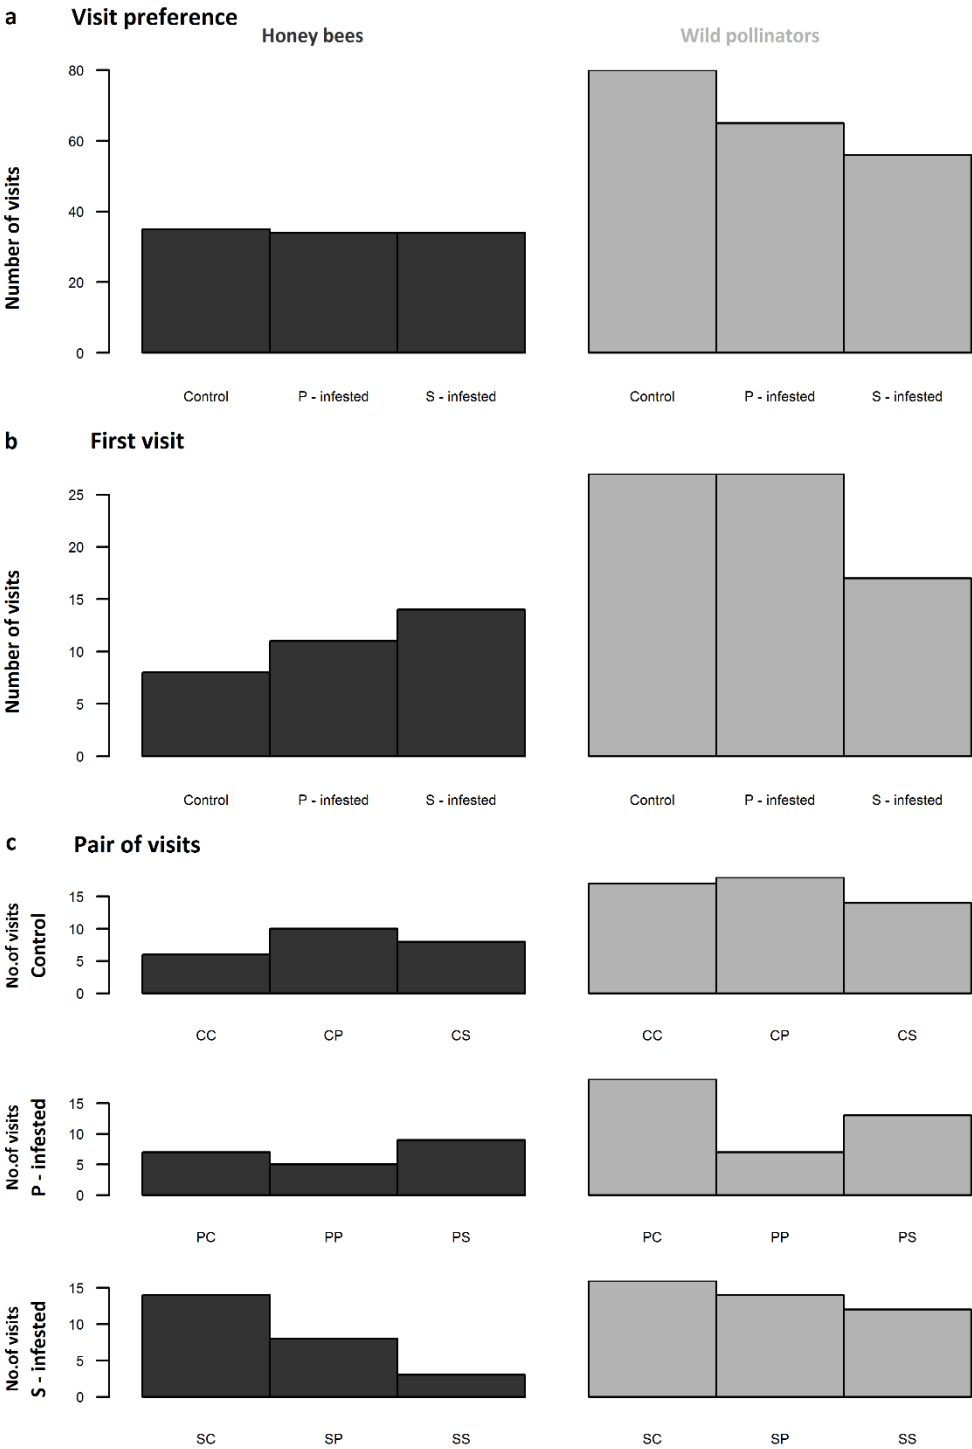 a Visit preference
Honey bees Wild pollinators
Number of visits
80
60
40
20
0
Control P - infested S - infested Control P - infested S - infested
b First visit
Number of visits
25
20
15
10
5
0
Control P - infested S - infested Control P - infested S - infested
c Pair of visits
No.of visits
Control
15
10
5
0
CC CP CS CC CP CS
No.of visits
P - infested
15
10
5
0
PC PP PS PC PP PS
No.of visits
S - infested
15
10
5
0
SC SP SS SC SP SS